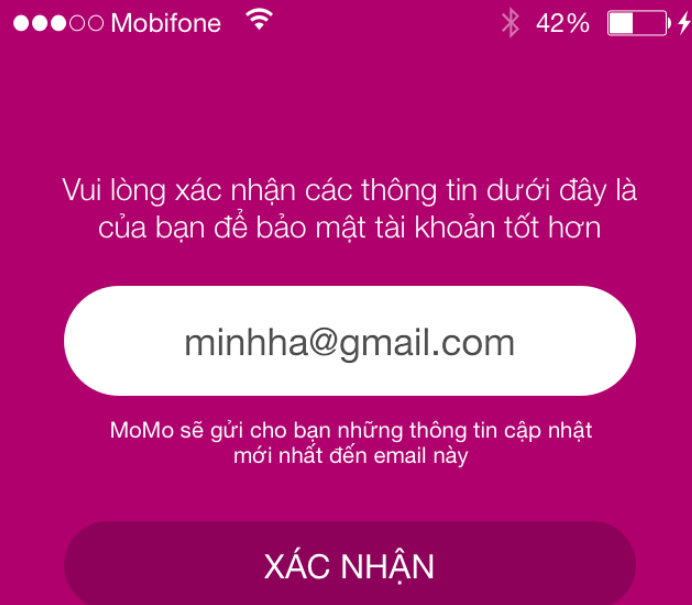 Mobifone 42%
Vui lòng xác nhận các thông tin dưới đây là
của bạn để bảo mật tài khoản tốt hơn
minhha@gmail.com
MoMo sẽ gửi cho bạn những thông tin cập nhật
mới nhất đến email này
XÁC NHẬN